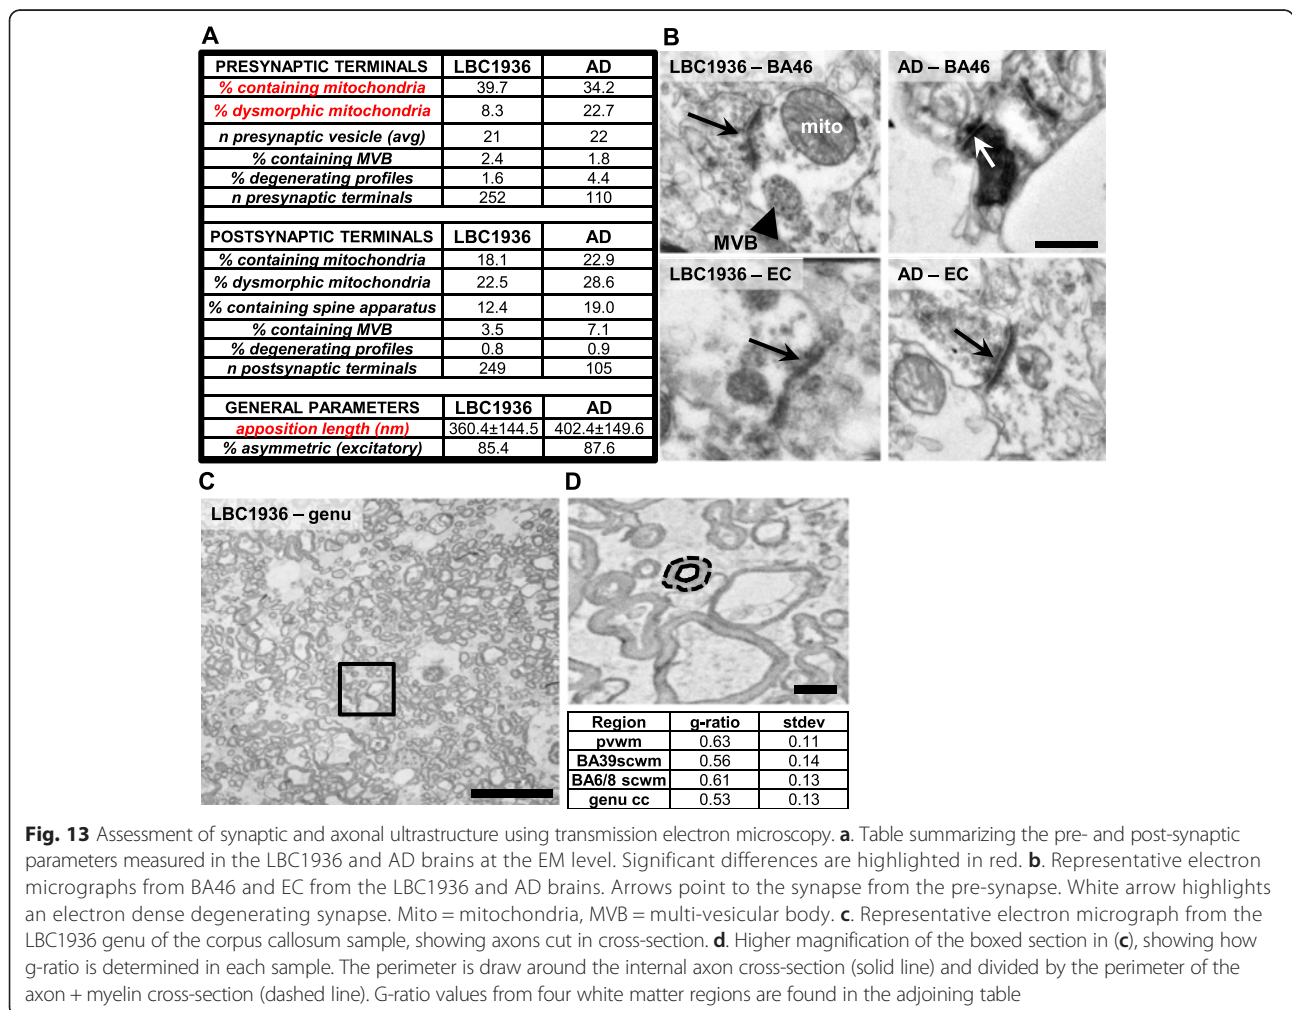 A
PRESYNAPTIC TERMINALS LBC1936 AD
% containing mitochondria 39.7 34.2
% dysmorphic mitochondria 8.3 22.7
n presynaptic vesicle (avg) 21 22
% containing MVB 2.4 1.8
% degenerating profiles 1.6 4.4
n presynaptic terminals 252 110
POSTSYNAPTIC TERMINALS LBC1936 AD
% containing mitochondria 18.1 22.9
% dysmorphic mitochondria 22.5 28.6
% containing spine apparatus 12.4 19.0
% containing MVB 3.5 7.1
% degenerating profiles 0.8 0.9
n postsynaptic terminals 249 105
GENERAL PARAMETERS LBC1936 AD
apposition length (nm) 360.4±144.5 402.4±149.6
% asymmetric (excitatory) 85.4 87.6
B
LBC1936 – BA46
mito
MVB
AD – BA46
LBC1936 – EC
AD – EC
C
LBC1936 – genu
D
Region g-ratio stdev
pvwm 0.63 0.11
BA39scwm 0.56 0.14
BA6/8 scwm 0.61 0.13
genu cc 0.53 0.13
Fig. 13 Assessment of synaptic and axonal ultrastructure using transmission electron microscopy. a. Table summarizing the pre- and post-synaptic
parameters measured in the LBC1936 and AD brains at the EM level. Significant differences are highlighted in red. b. Representative electron
micrographs from BA46 and EC from the LBC1936 and AD brains. Arrows point to the synapse from the pre-synapse. White arrow highlights
an electron dense degenerating synapse. Mito = mitochondria, MVB = multi-vesicular body. c. Representative electron micrograph from the
LBC1936 genu of the corpus callosum sample, showing axons cut in cross-section. d. Higher magnification of the boxed section in (c), showing how
g-ratio is determined in each sample. The perimeter is draw around the internal axon cross-section (solid line) and divided by the perimeter of the
axon + myelin cross-section (dashed line). G-ratio values from four white matter regions are found in the adjoining table